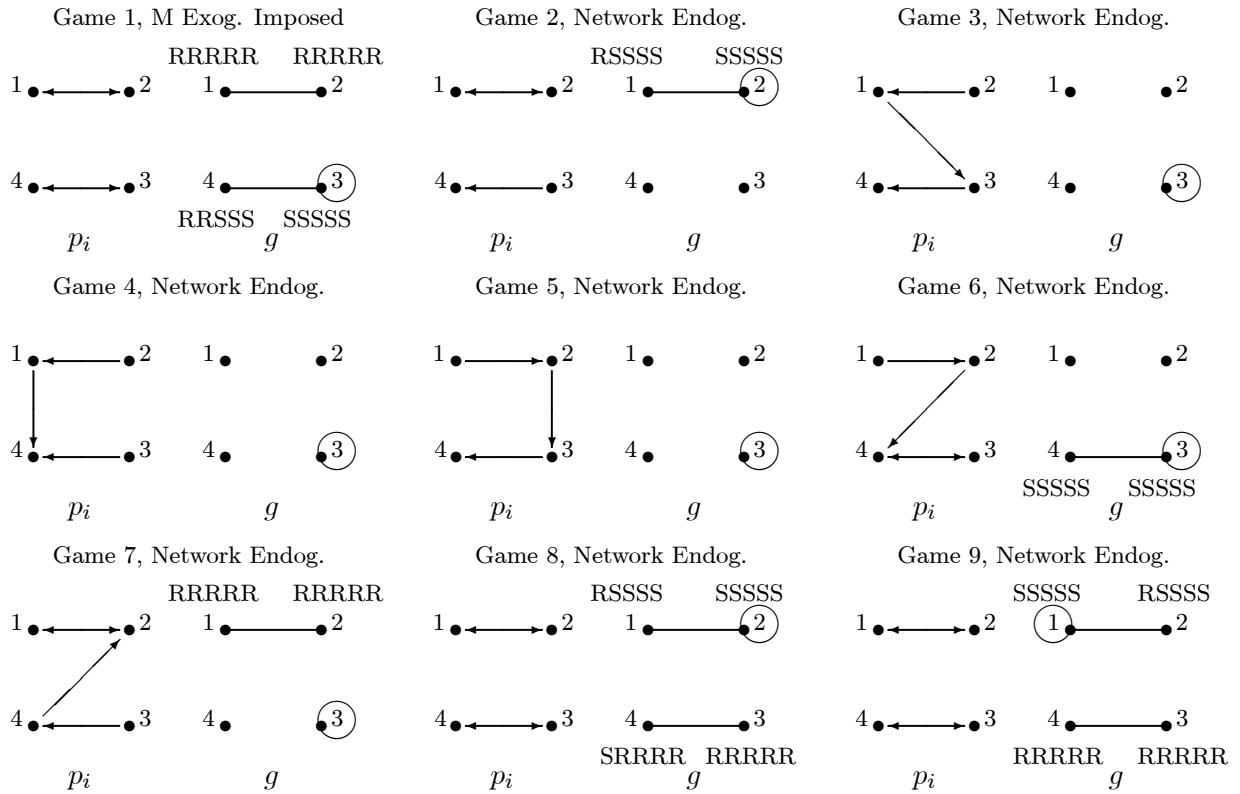 Game 1, M Exog. Imposed Game 2, Network Endog. Game 3, Network Endog.
RRRRR RRRRR RSSSS SSSSS
1 2 1 2 1 2 1 2 1 2 1 2
4 3 4 3 4 3 4 3 4 3 4 3
RRSSS SSSSS
p_i g p_i g p_i g
Game 4, Network Endog. Game 5, Network Endog. Game 6, Network Endog.
1 2 1 2 1 2 1 2 1 2 1 2
4 3 4 3 4 3 4 3 4 3 4 3
SSSSS SSSSS
p_i g p_i g p_i g
Game 7, Network Endog. Game 8, Network Endog. Game 9, Network Endog.
RRRRR RRRRR RSSSS SSSSS SSSSS RSSSS
1 2 1 2 1 2 1 2 1 2 1 2
4 3 4 3 4 3 4 3 4 3 4 3
SRRRR RRRRR RRRRR RRRRR
p_i g p_i g p_i g